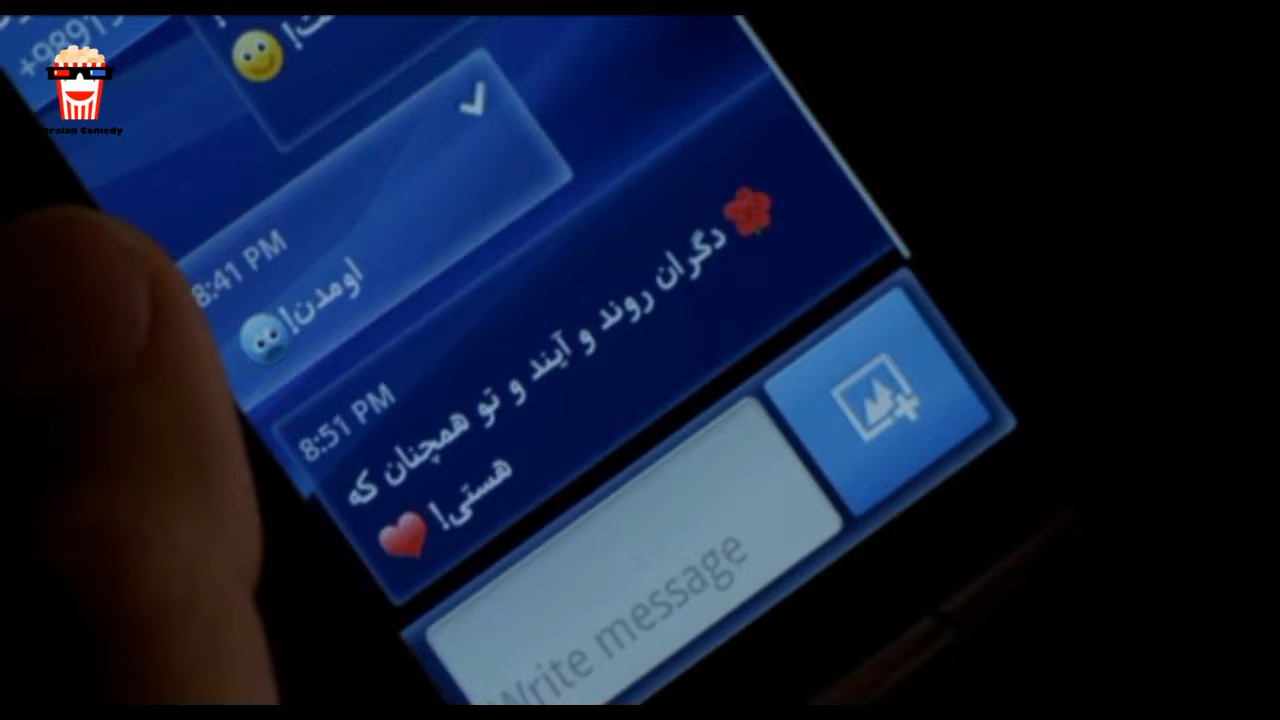 8:41 PM
اومدن!
8:51 PM
دگران روند و آیند و تو همچنان که
هستی!
Write message